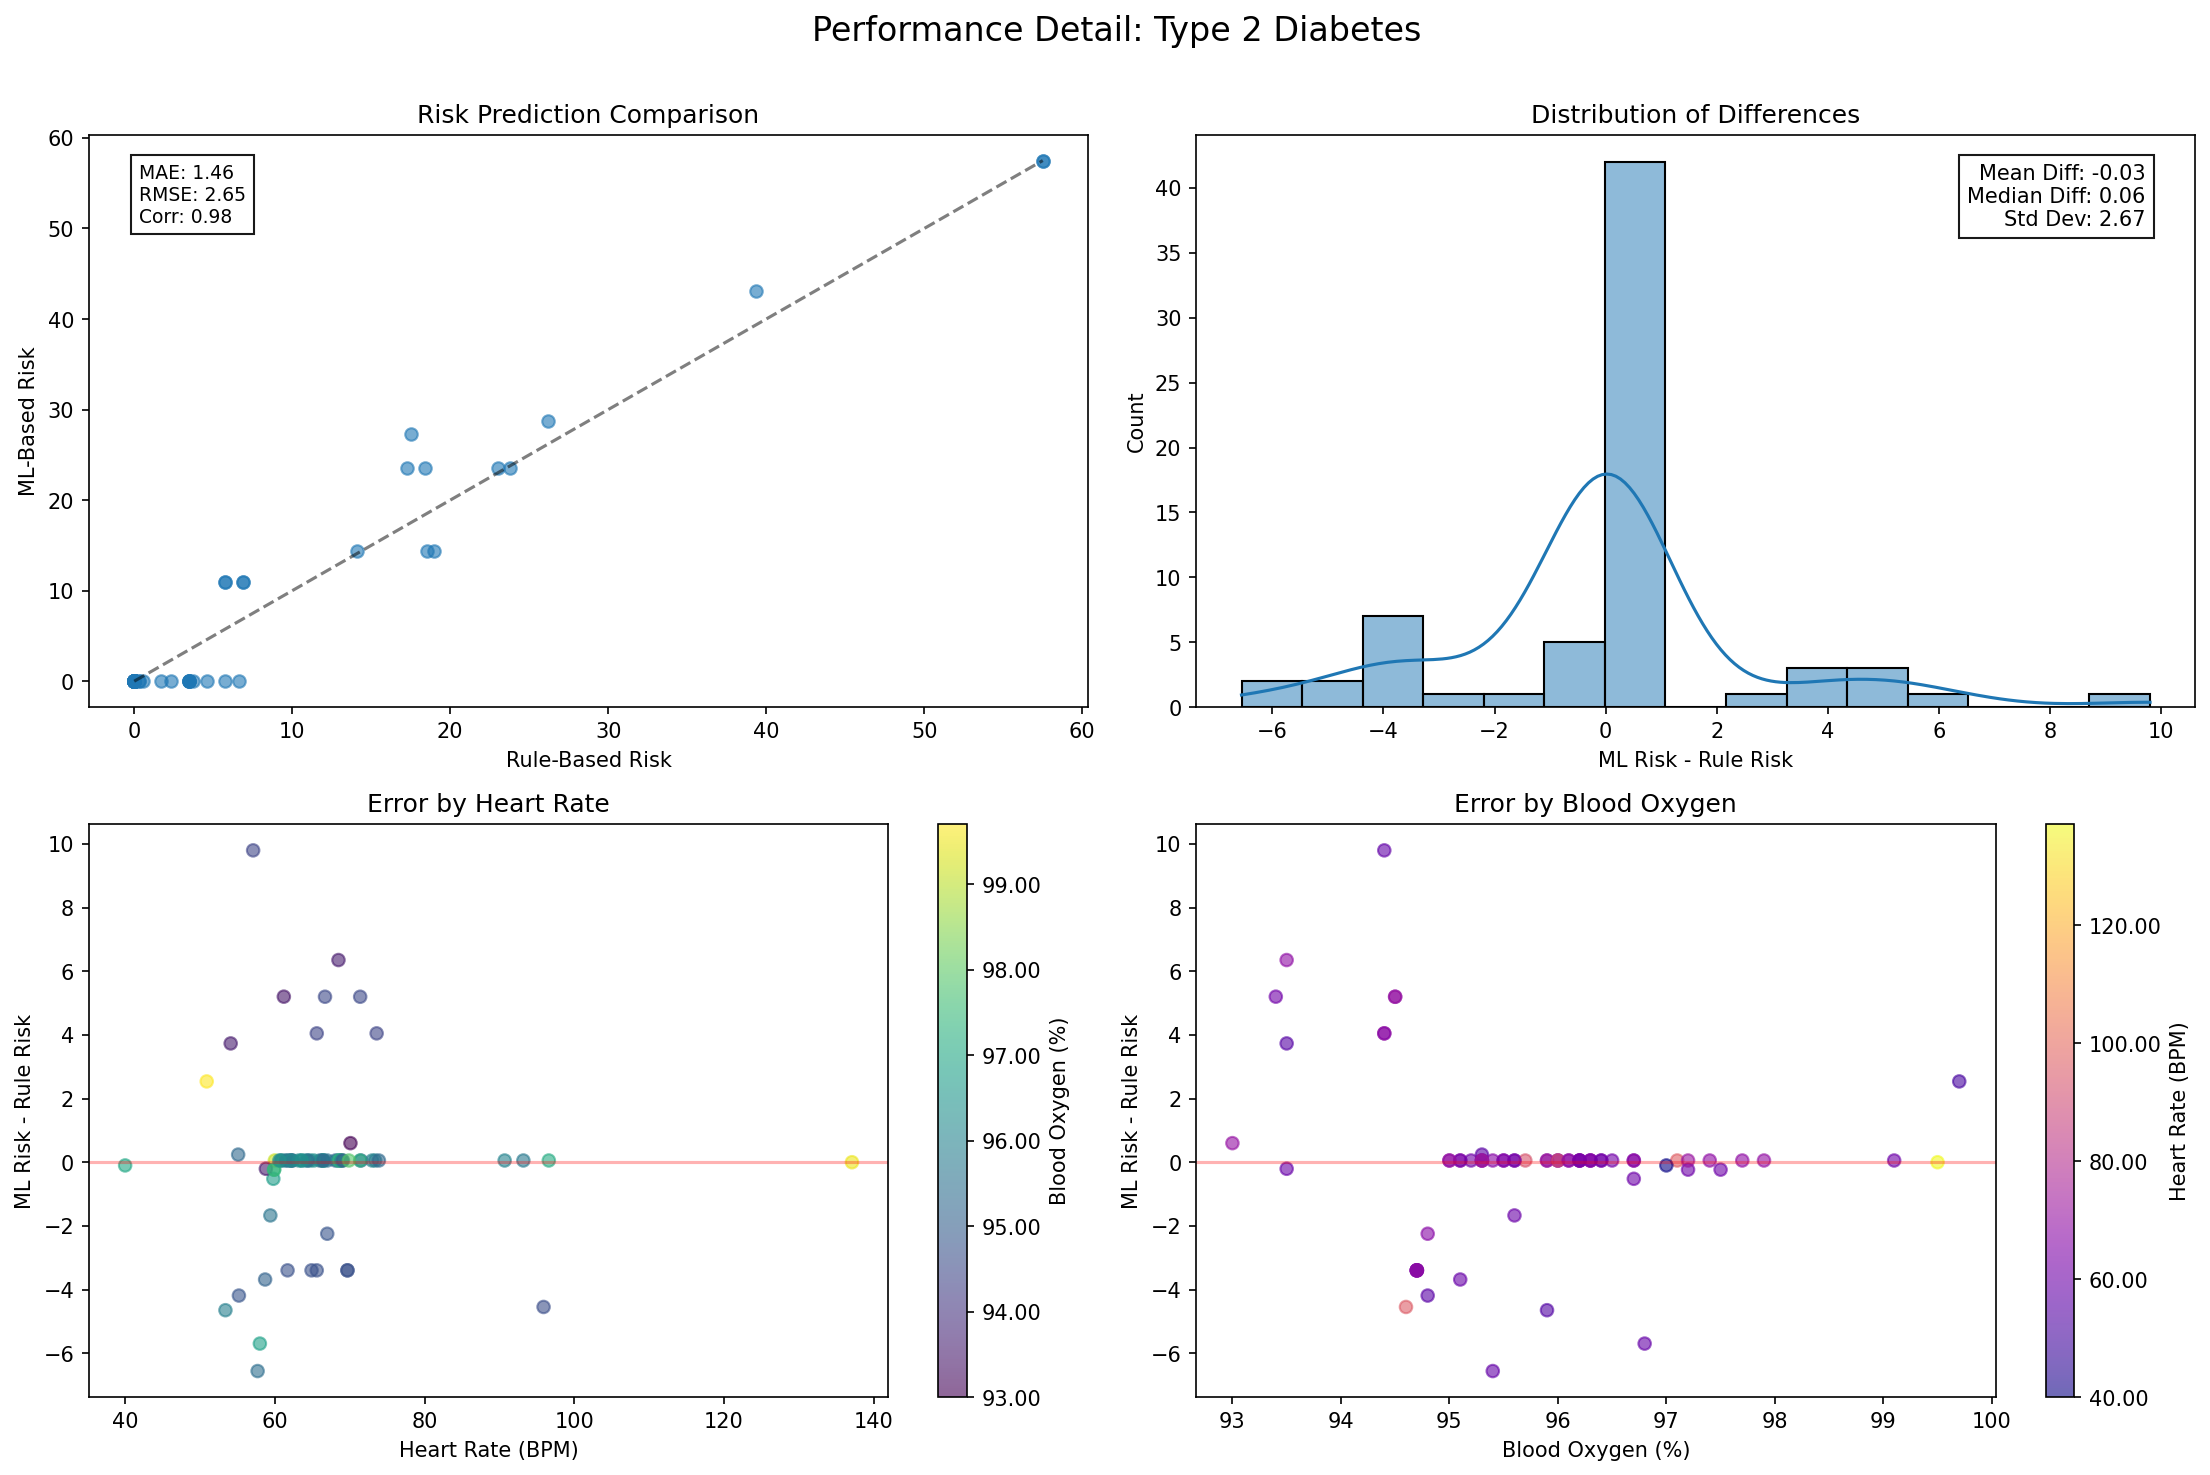 Performance Detail: Type 2 Diabetes
Risk Prediction Comparison
60
50
40
30
20
10
0
ML-Based Risk
MAE: 1.46
RMSE: 2.65
Corr: 0.98
0 10 20 30 40 50 60
Rule-Based Risk
Distribution of Differences
40
35
30
25
20
15
10
5
0
Count
Mean Diff: -0.03
Median Diff: 0.06
Std Dev: 2.67
−6 −4 −2 0 2 4 6 8 10
ML Risk - Rule Risk
Error by Heart Rate
10
8
6
4
2
0
−2
−4
−6
ML Risk - Rule Risk
40 60 80 100 120 140
Heart Rate (BPM)
99.00
98.00
97.00
96.00
95.00
94.00
93.00
Blood Oxygen (%)
Error by Blood Oxygen
10
8
6
4
2
0
−2
−4
−6
ML Risk - Rule Risk
93 94 95 96 97 98 99 100
Blood Oxygen (%)
120.00
100.00
80.00
60.00
40.00
Heart Rate (BPM)